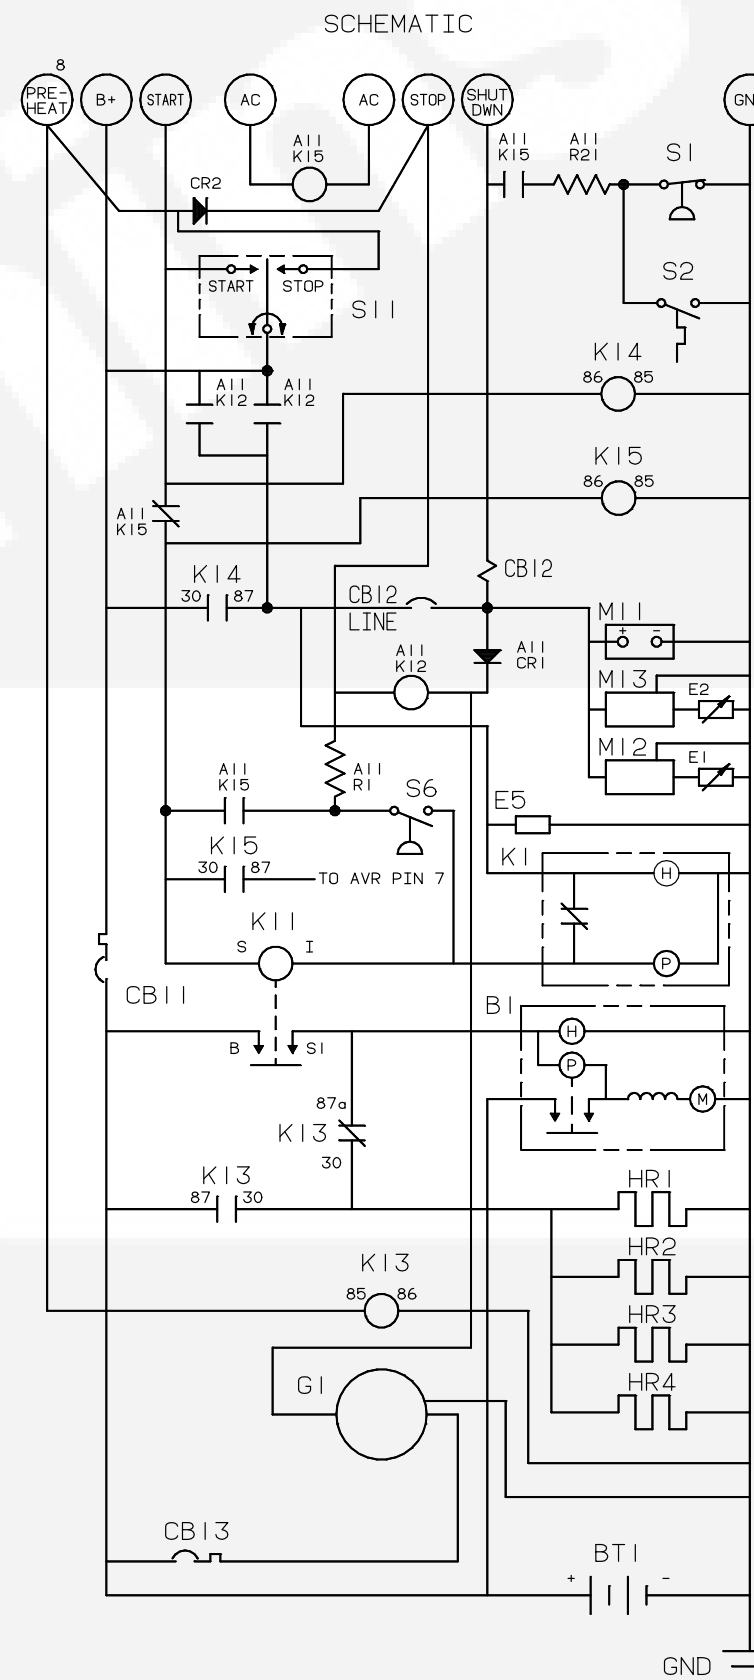 SCHEMATIC
8
PRE-
HEAT
B+
START
AC
AC
STOP
SHUT
DWN
GN
A11
K15
A11
K15
A11
R21
S1
CR2
START
STOP
S11
S2
A11
K12
A11
K12
K14
86
85
K15
86
85
A11
K15
K14
30
87
CB12
LINE
CB12
A11
K12
A11
CR1
M11
+
-
M13
E2
M12
E1
A11
K15
A11
R1
S6
E5
K15
30
87
TO AVR PIN 7
K1
H
K11
S
I
P
CB11
B1
B
S1
H
P
M
87a
K13
30
K13
87
30
HR1
HR2
K13
85
86
HR3
G1
HR4
CB13
BT1
+
-
GND